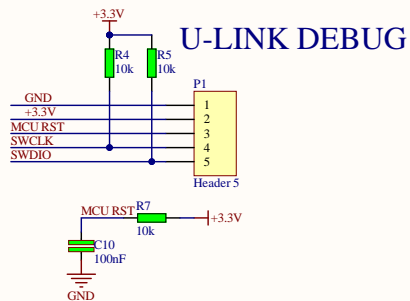 +3.3V
U-LINK DEBUG
R4
10k
R5
10k
P1
GND
1
+3.3V
2
MCU RST
3
SWCLK
4
SWDIO
5
Header 5
MCU RST
R7
10k
+3.3V
C10
100nF
GND